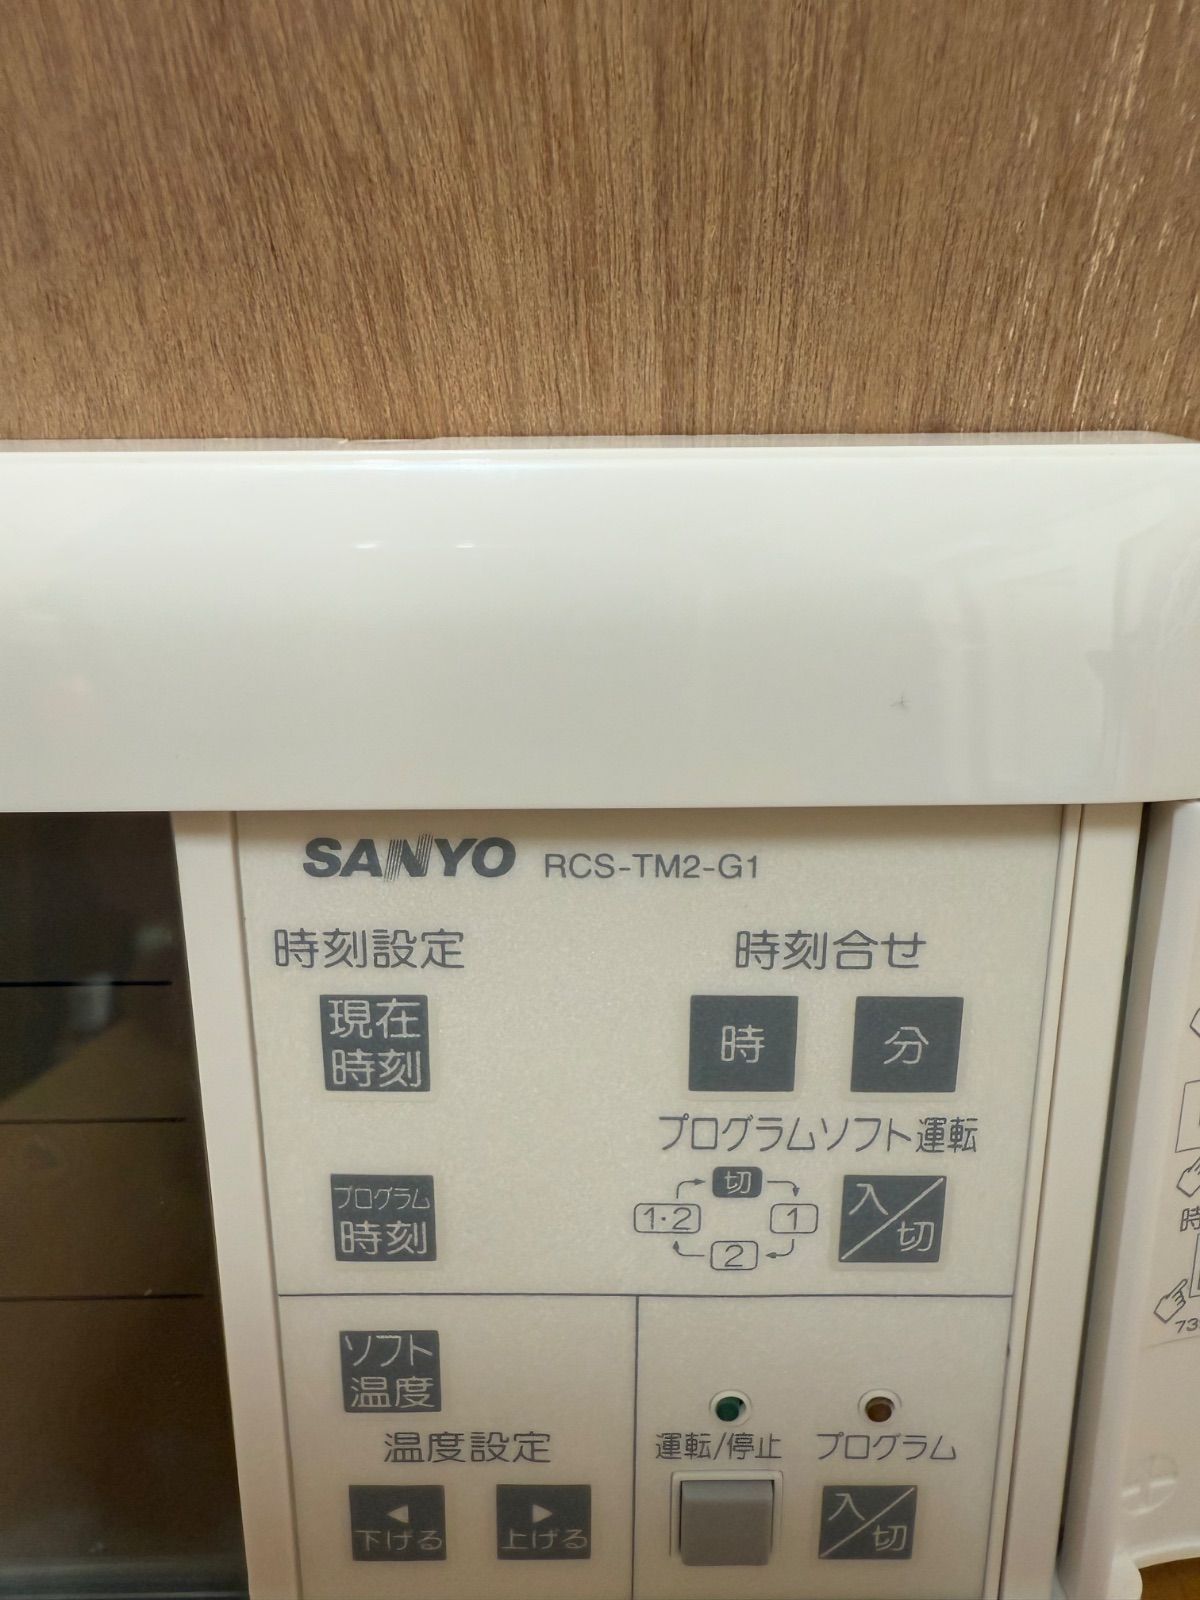 SANYO RCS-TM2-G1
時刻設定
時刻合せ
現在
時刻
時
分
プログラム
時刻
プログラムソフト運転
切
1・2
1
2
入/切
ソフト
温度
温度設定
◀
下げる
▶
上げる
運転/停止
プログラム
入/切
時
73